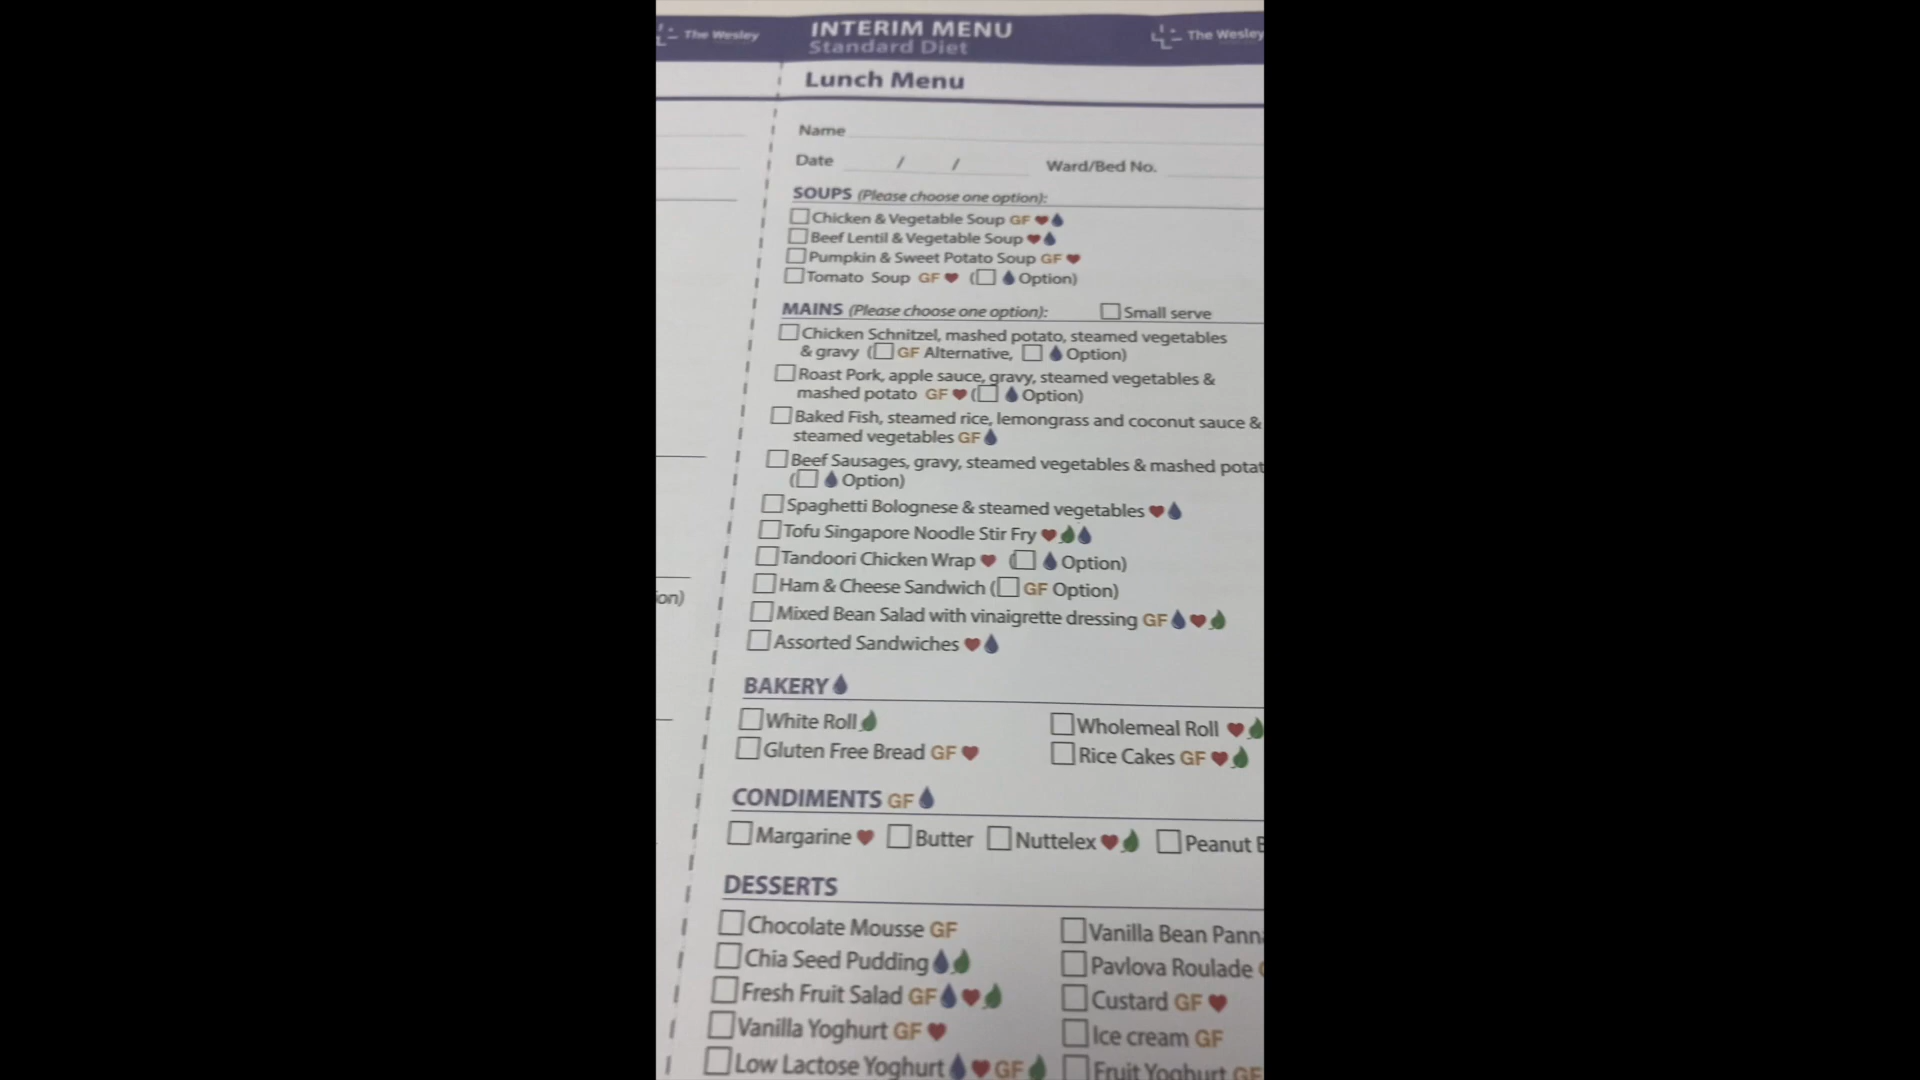 The Wesley
INTERIM MENU
Standard Diet
The Wesley
Lunch Menu
Name
Date / /
Ward/Bed No.
SOUPS (Please choose one option):
Chicken & Vegetable Soup GF
Beef Lentil & Vegetable Soup
Pumpkin & Sweet Potato Soup GF
Tomato Soup GF ( Option)
MAINS (Please choose one option):
Small serve
Chicken Schnitzel, mashed potato, steamed vegetables
& gravy ( GF Alternative, Option)
Roast Pork, apple sauce, gravy, steamed vegetables &
mashed potato GF ( Option)
Baked Fish, steamed rice, lemongrass and coconut sauce &
steamed vegetables GF
Beef Sausages, gravy, steamed vegetables & mashed potat
( Option)
Spaghetti Bolognese & steamed vegetables
Tofu Singapore Noodle Stir Fry
Tandoori Chicken Wrap ( Option)
ion)
Ham & Cheese Sandwich ( GF Option)
Mixed Bean Salad with vinaigrette dressing GF
Assorted Sandwiches
BAKERY
White Roll
Wholemeal Roll
Gluten Free Bread GF
Rice Cakes GF
CONDIMENTS GF
Margarine Butter Nuttelex Peanut
DESSERTS
Chocolate Mousse GF
Vanilla Bean Pann
Chia Seed Pudding
Pavlova Roulade
Fresh Fruit Salad GF
Custard GF
Vanilla Yoghurt GF
Ice cream GF
Low Lactose Yoghurt GF
Fruit Yoghurt GF